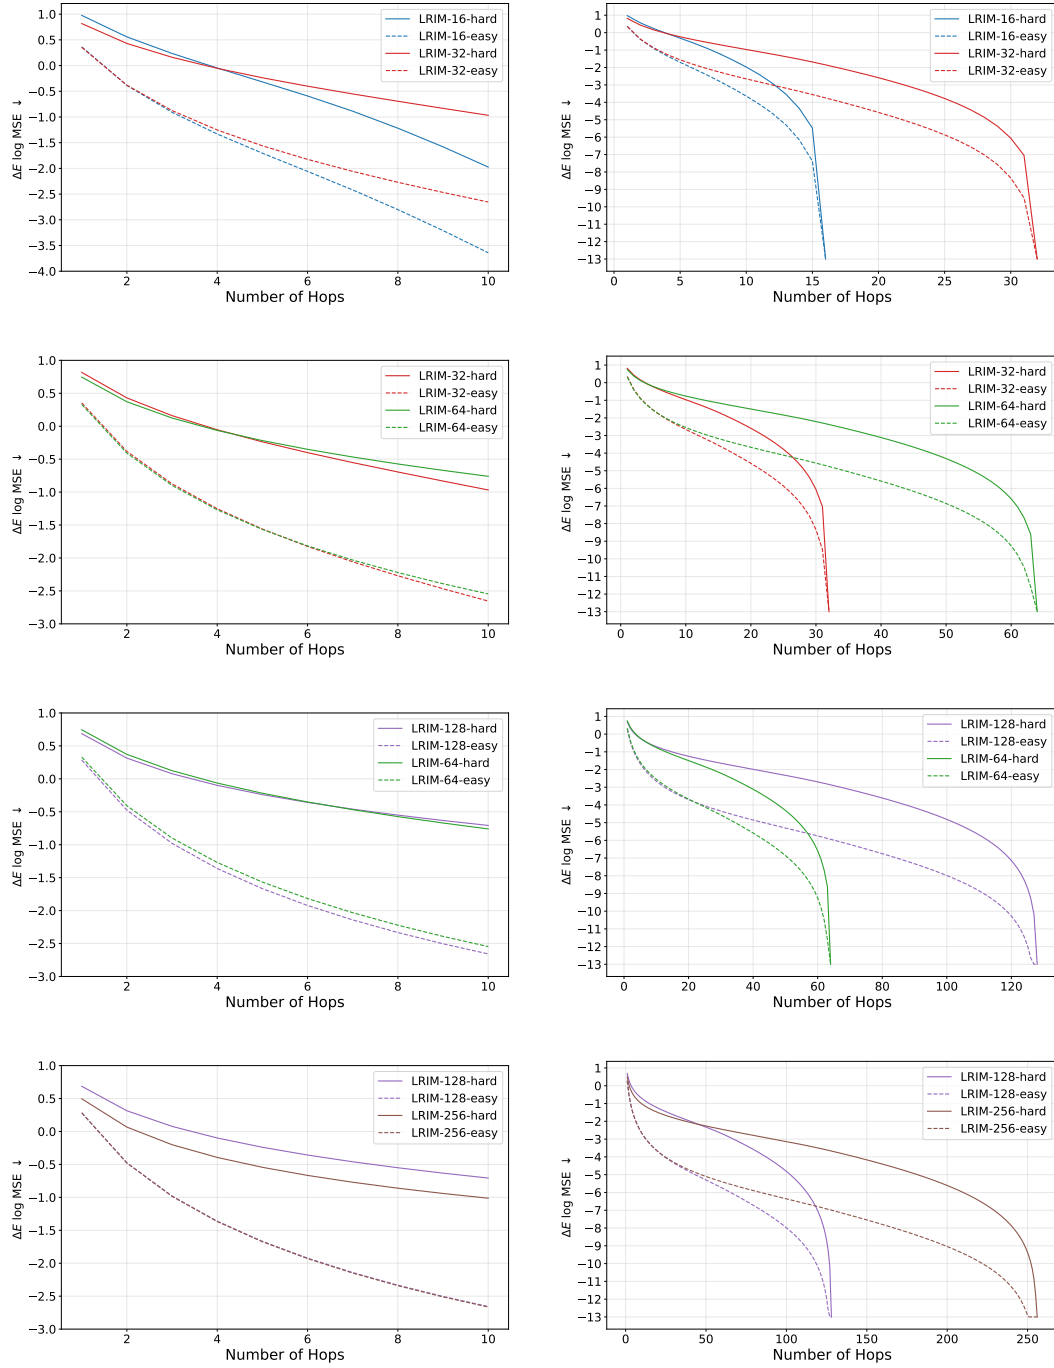 1.0
0.5
0.0
−0.5
−1.0
−1.5
−2.0
−2.5
−3.0
−3.5
−4.0
ΔE log MSE ↓
2 4 6 8 10
Number of Hops
LRIM-16-hard
LRIM-16-easy
LRIM-32-hard
LRIM-32-easy
1
0
−1
−2
−3
−4
−5
−6
−7
−8
−9
−10
−11
−12
−13
ΔE log MSE ↓
0 5 10 15 20 25 30
Number of Hops
LRIM-16-hard
LRIM-16-easy
LRIM-32-hard
LRIM-32-easy
1.0
0.5
0.0
−0.5
−1.0
−1.5
−2.0
−2.5
−3.0
ΔE log MSE ↓
2 4 6 8 10
Number of Hops
LRIM-32-hard
LRIM-32-easy
LRIM-64-hard
LRIM-64-easy
1
0
−1
−2
−3
−4
−5
−6
−7
−8
−9
−10
−11
−12
−13
ΔE log MSE ↓
0 10 20 30 40 50 60
Number of Hops
LRIM-32-hard
LRIM-32-easy
LRIM-64-hard
LRIM-64-easy
1.0
0.5
0.0
−0.5
−1.0
−1.5
−2.0
−2.5
−3.0
ΔE log MSE ↓
2 4 6 8 10
Number of Hops
LRIM-128-hard
LRIM-128-easy
LRIM-64-hard
LRIM-64-easy
1
0
−1
−2
−3
−4
−5
−6
−7
−8
−9
−10
−11
−12
−13
ΔE log MSE ↓
0 20 40 60 80 100 120
Number of Hops
LRIM-128-hard
LRIM-128-easy
LRIM-64-hard
LRIM-64-easy
1.0
0.5
0.0
−0.5
−1.0
−1.5
−2.0
−2.5
−3.0
ΔE log MSE ↓
2 4 6 8 10
Number of Hops
LRIM-128-hard
LRIM-128-easy
LRIM-256-hard
LRIM-256-easy
1
0
−1
−2
−3
−4
−5
−6
−7
−8
−9
−10
−11
−12
−13
ΔE log MSE ↓
0 50 100 150 200 250
Number of Hops
LRIM-128-hard
LRIM-128-easy
LRIM-256-hard
LRIM-256-easy